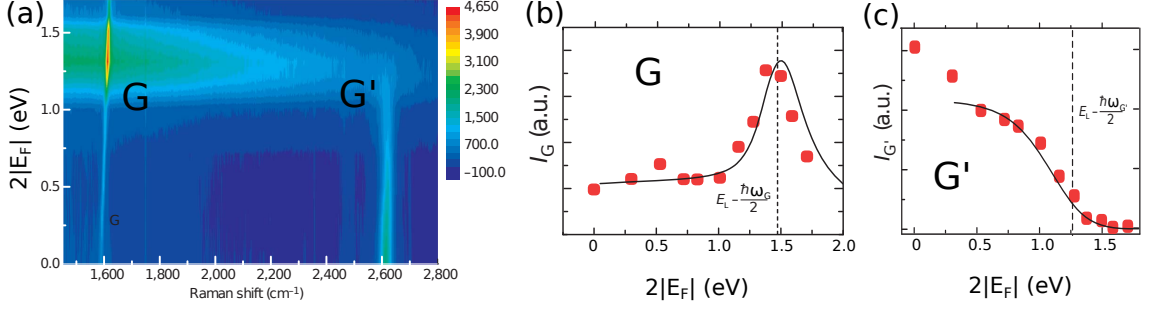 (a)
2|E_F| (eV)
1.5
1.0
0.5
0.0
G
G'
G
1,600
1,800
2,000
2,200
2,400
2,600
2,800
Raman shift (cm⁻¹)
4,650
3,900
3,100
2,300
1,500
700.0
–100.0
(b)
G
I_G (a.u.)
E_L – ħω_G/2
0
0.5
1.0
1.5
2.0
2|E_F| (eV)
(c)
G'
I_G' (a.u.)
E_L – ħω_G'/2
0
0.5
1.0
1.5
2|E_F| (eV)